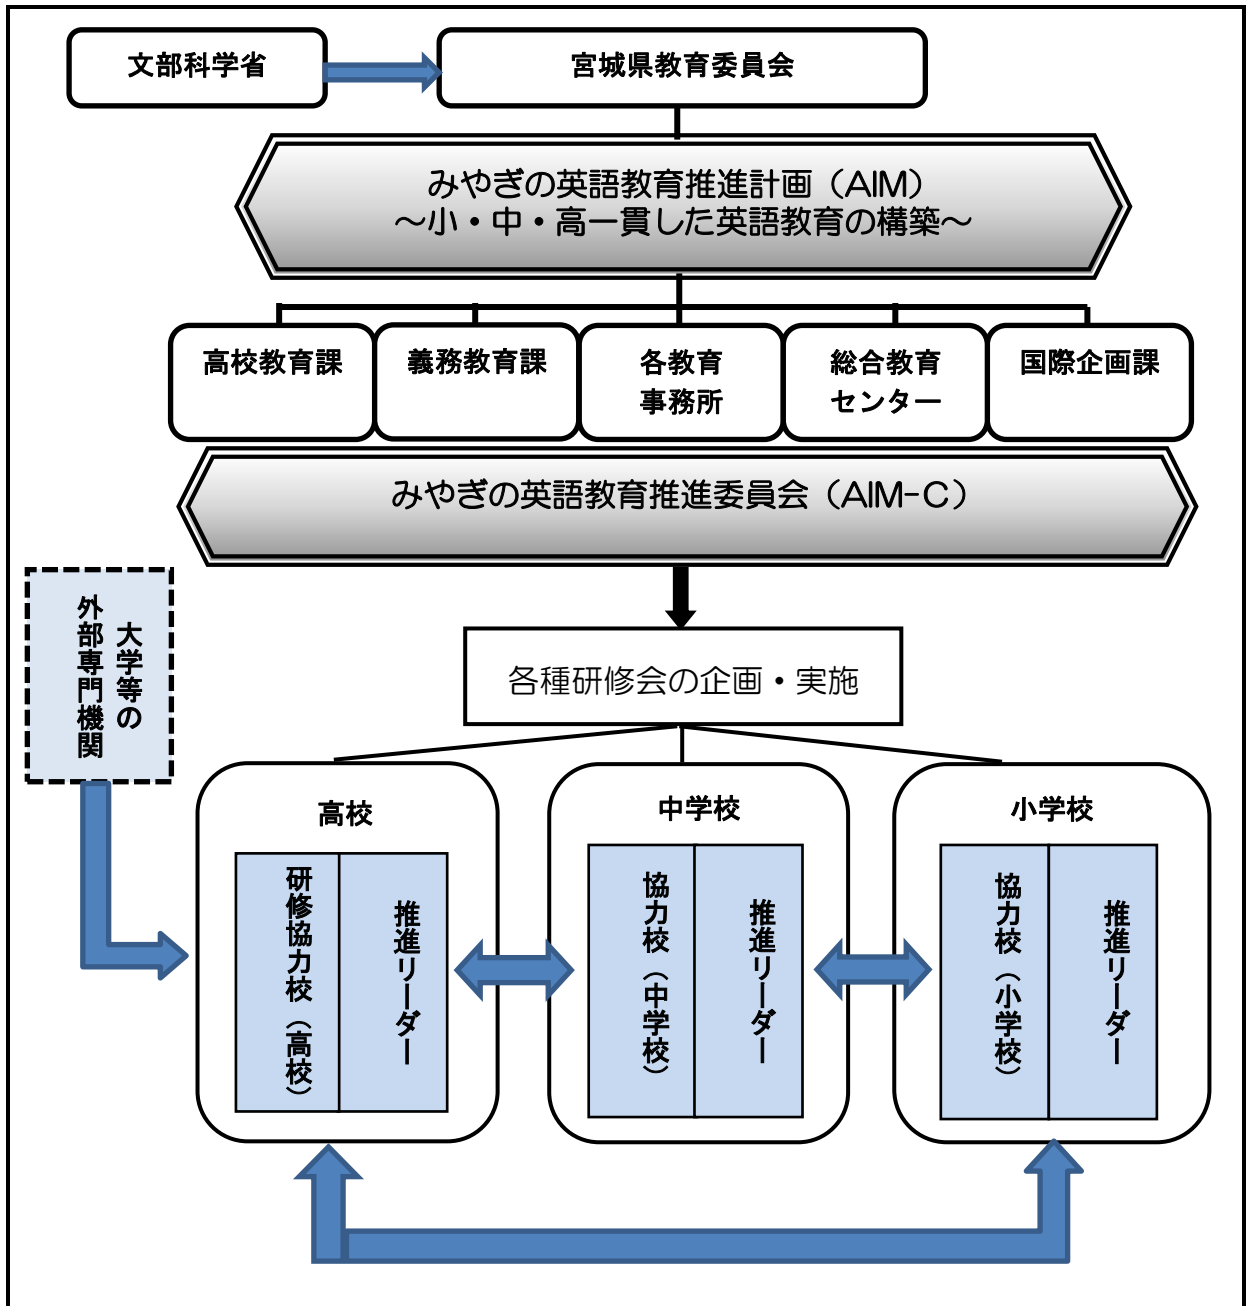 文部科学省
宮城県教育委員会
みやぎの英語教育推進計画（AIM）
～小・中・高一貫した英語教育の構築～
高校教育課
義務教育課
各教育
事務所
総合教育
センター
国際企画課
みやぎの英語教育推進委員会（AIM-C）
大学等の
外部専門機関
各種研修会の企画・実施
高校
研修協力校（高校）
推進リーダー
中学校
協力校（中学校）
推進リーダー
小学校
協力校（小学校）
推進リーダー